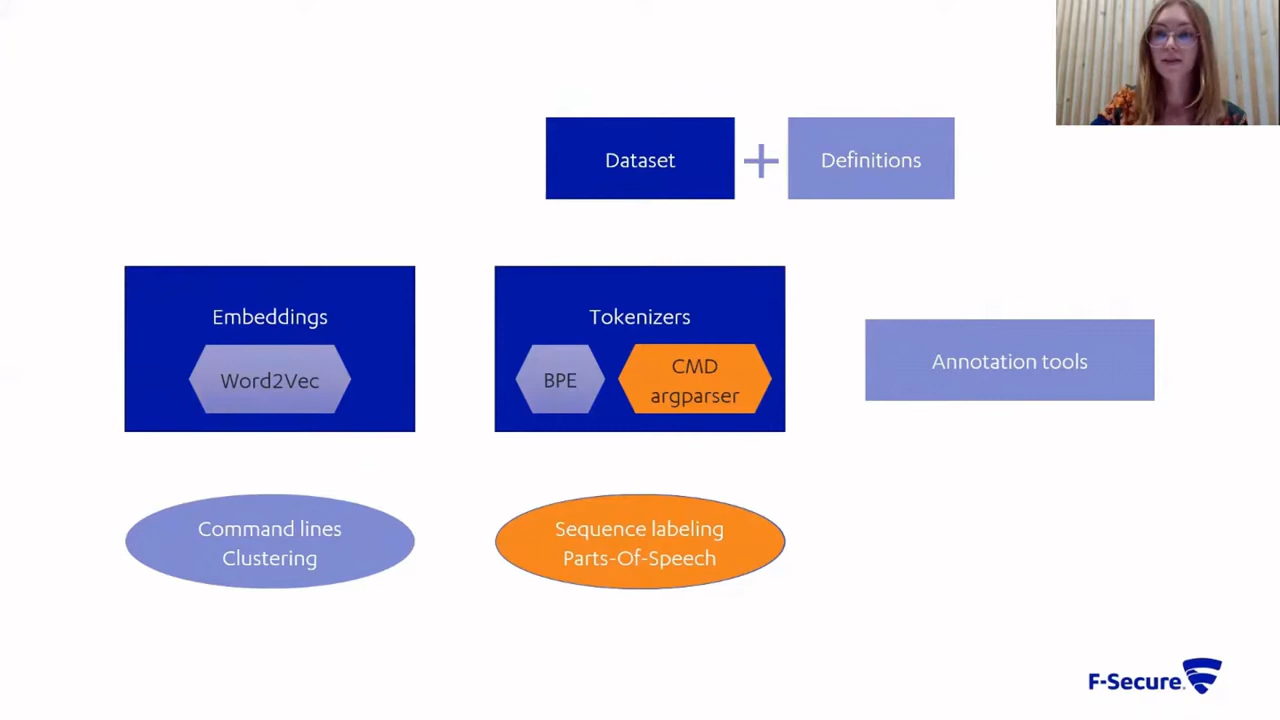 Dataset
+
Definitions
Embeddings
Word2Vec
Tokenizers
BPE
CMD
argparser
Annotation tools
Command lines
Clustering
Sequence labeling
Parts-Of-Speech
F-Secure.